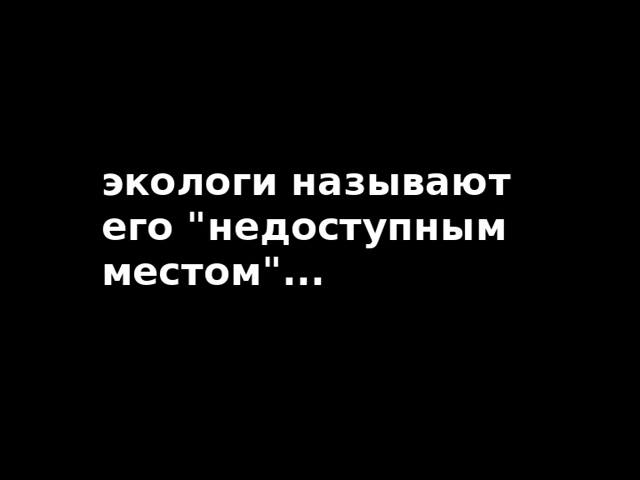 экологи называют
его "недоступным
местом"...